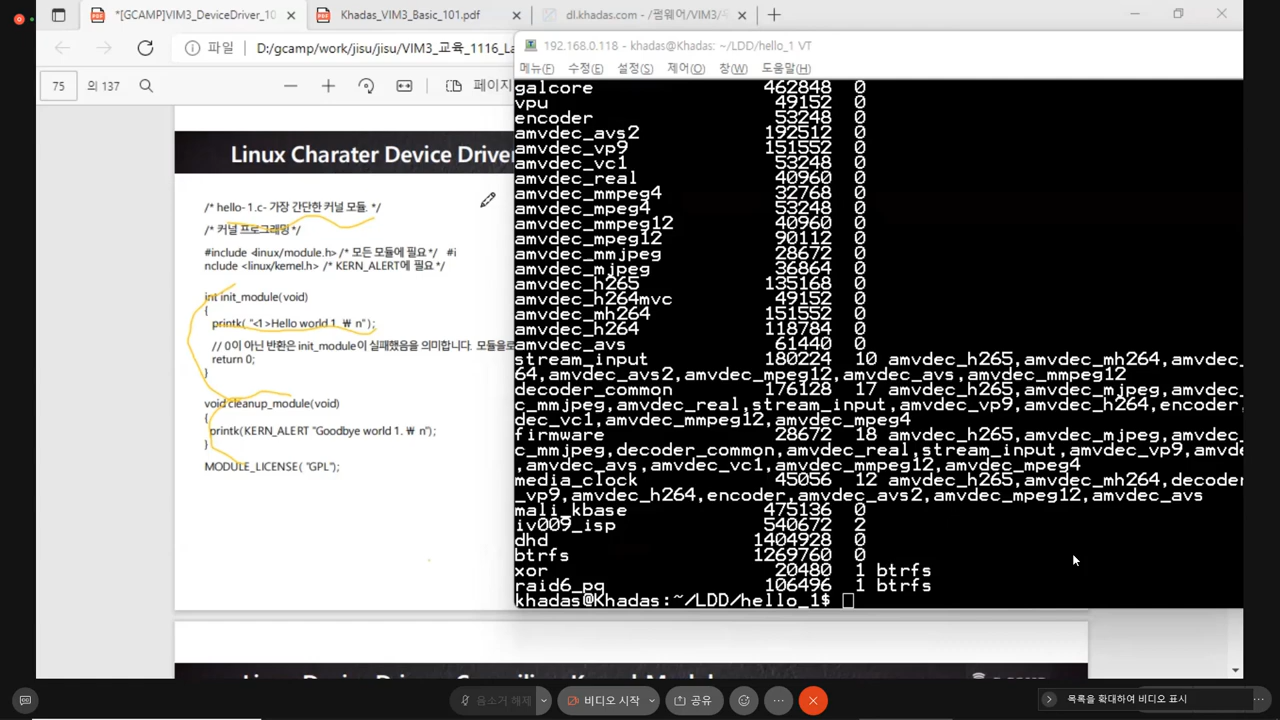 *[GCAMP]VIM3_DeviceDriver_10
Khadas_VIM3_Basic_101.pdf
dl.khadas.com - /펌웨어/VIM3/
파일
D:/gcamp/work/jisu/jisu/VIM3_교육_1116_La
75
의 137
페이지
Linux Charater Device Driver
/* hello- 1.c- 가장 간단한 커널 모듈. */
/* 커널 프로그래밍 */
#include <linux/module.h> /* 모든 모듈에 필요 */ #i
nclude <linux/kernel.h> /* KERN_ALERT에 필요 */
int init_module(void)
{
printk( "<1>Hello world 1. ₩ n" );
// 0이 아닌 반환은 init_module이 실패했음을 의미합니다. 모듈을로
return 0;
}
void cleanup_module(void)
{
printk(KERN_ALERT "Goodbye world 1. ₩ n");
}
MODULE_LICENSE( "GPL");
192.168.0.118 - khadas@Khadas: ~/LDD/hello_1 VT
메뉴(F) 수정(E) 설정(S) 제어(O) 창(W) 도움말(H)
galcore 462848 0
vpu 49152 0
encoder 53248 0
amvdec_avs2 192512 0
amvdec_vp9 151552 0
amvdec_vc1 53248 0
amvdec_real 40960 0
amvdec_mmpeg4 32768 0
amvdec_mpeg4 53248 0
amvdec_mmpeg12 40960 0
amvdec_mpeg12 90112 0
amvdec_mmjpeg 28672 0
amvdec_mjpeg 36864 0
amvdec_h265 135168 0
amvdec_h264mvc 49152 0
amvdec_mh264 151552 0
amvdec_h264 118784 0
amvdec_avs 61440 0
stream_input 180224 10 amvdec_h265,amvdec_mh264,amvdec_
64,amvdec_avs2,amvdec_mpeg12,amvdec_avs,amvdec_mmpeg12
decoder_common 176128 17 amvdec_h265,amvdec_mjpeg,amvdec_
c_mmjpeg,amvdec_real,stream_input,amvdec_vp9,amvdec_h264,encoder,
dec_vc1,amvdec_mmpeg12,amvdec_mpeg4
firmware 28672 18 amvdec_h265,amvdec_mjpeg,amvdec_
c_mmjpeg,decoder_common,amvdec_real,stream_input,amvdec_vp9,amvde
,amvdec_avs,amvdec_vc1,amvdec_mmpeg12,amvdec_mpeg4
media_clock 45056 12 amvdec_h265,amvdec_mh264,decoder
_vp9,amvdec_h264,encoder,amvdec_avs2,amvdec_mpeg12,amvdec_avs
mali_kbase 475136 0
iv009_isp 540672 2
dhd 1404928 0
btrfs 1269760 0
xor 20480 1 btrfs
raid6_pq 106496 1 btrfs
khadas@Khadas:~/LDD/hello_1$
음소거 해제
비디오 시작
공유
목록을 확대하여 비디오 표시